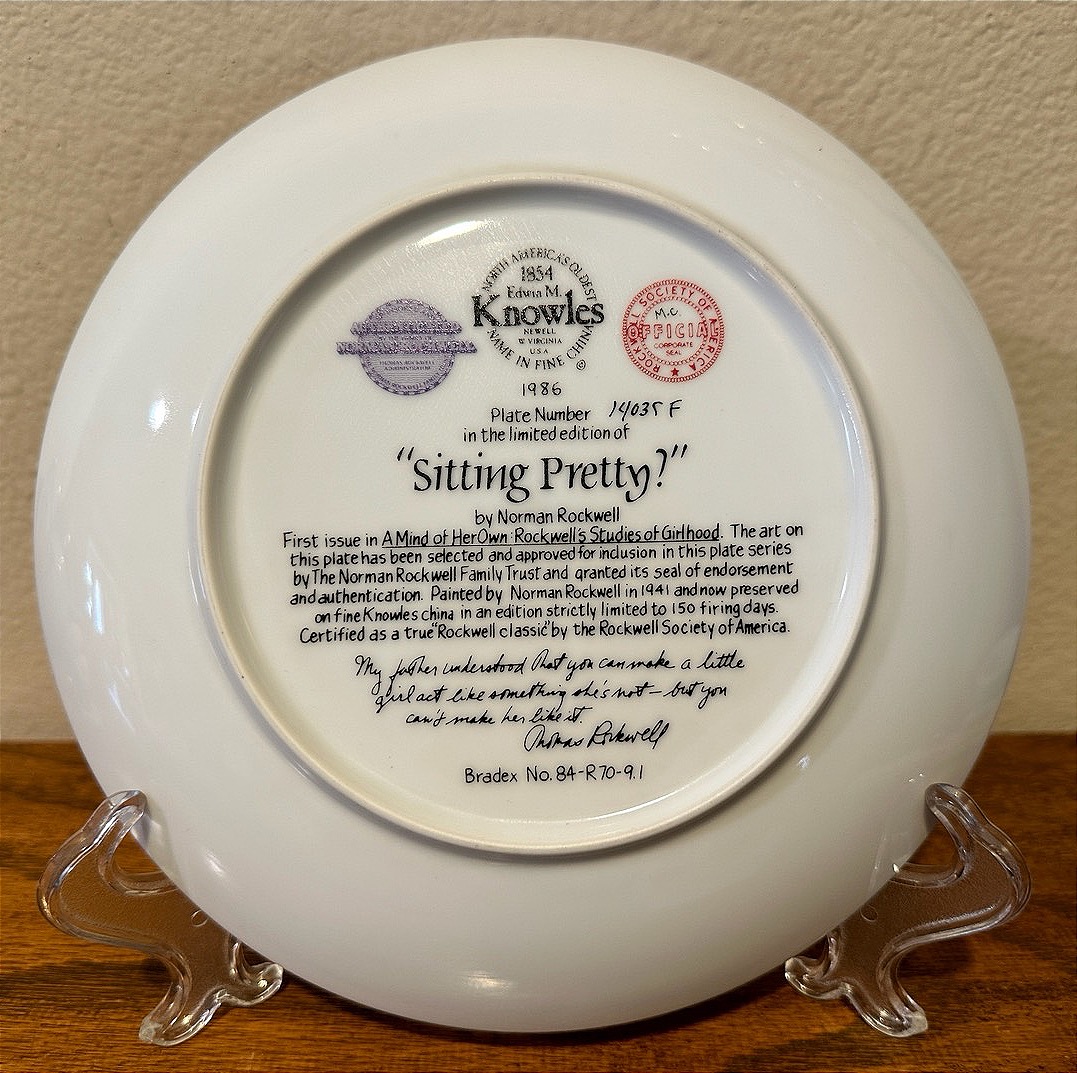 NORTH AMERICA'S OLDEST
1854
Edwin M.
Knowles
NEWELL
W VIRGINIA
U.S.A
NAME IN FINE CHINA ©
NORMAN ROCKWELL
THOMAS ROCKWELL
ADMINISTRATOR
ROCKWELL SOCIETY OF AMERICA
M.C
OFFICIAL
CORPORATE
SEAL
1986
Plate Number 14035 F
in the limited edition of
"Sitting Pretty?"
by Norman Rockwell
First issue in A Mind of Her Own: Rockwell's Studies of Girlhood. The art on
this plate has been selected and approved for inclusion in this plate series
by The Norman Rockwell Family Trust and granted its seal of endorsement
and authentication. Painted by Norman Rockwell in 1941 and now preserved
on fine Knowles china in an edition strictly limited to 150 firing days.
Certified as a true "Rockwell classic" by the Rockwell Society of America.
My father understood that you can make a little
girl act like something she's not – but you
can't make her like it.
Thomas Rockwell
Bradex No. 84-R70-9.1